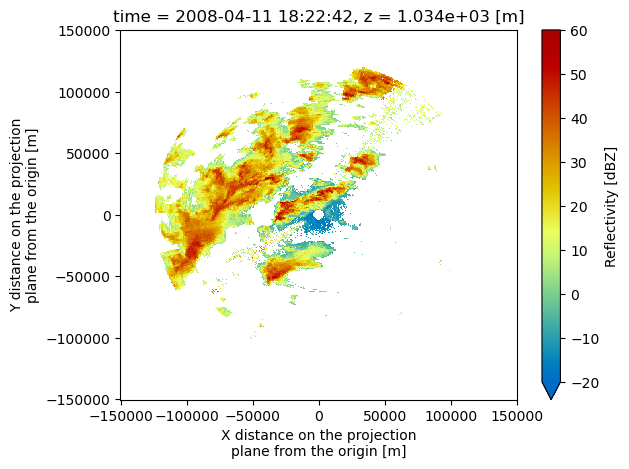 time = 2008-04-11 18:22:42, z = 1.034e+03 [m]
150000
100000
50000
0
−50000
−100000
−150000
Y distance on the projection
plane from the origin [m]
−150000 −100000 −50000 0 50000 100000 150000
X distance on the projection
plane from the origin [m]
60
50
40
30
20
10
0
−10
−20
Reflectivity [dBZ]